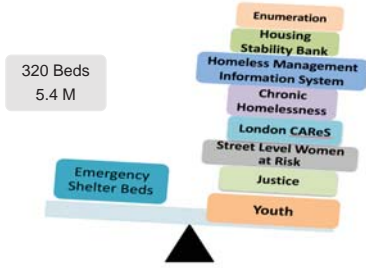 Enumeration
Housing
Stability Bank
Homeless Management
Information System
Chronic
Homelessness
London CAReS
Street Level Women
at Risk
Justice
Youth
320 Beds
5.4 M
Emergency
Shelter Beds